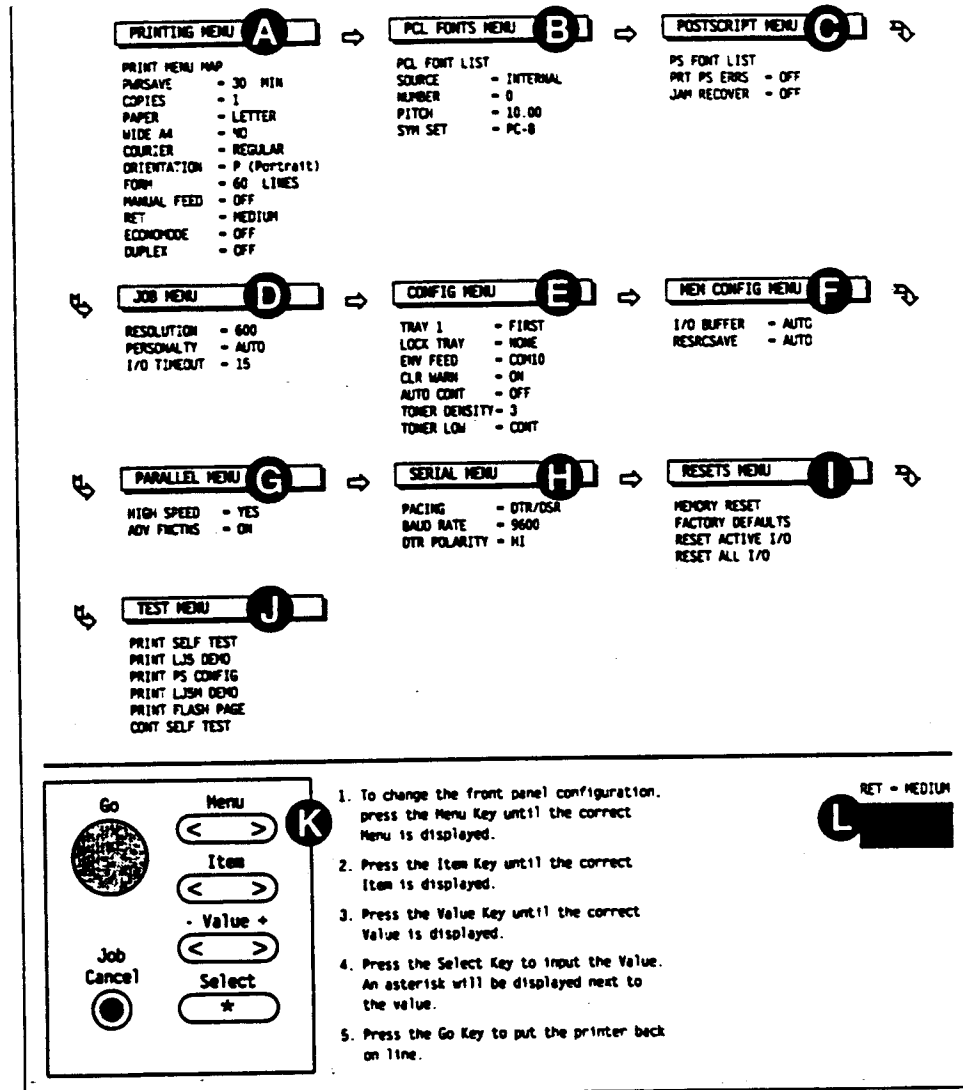 PRINTING MENU A
PRINT MENU MAP
PWRSAVE = 30 MIN
COPIES = 1
PAPER = LETTER
WIDE A4 = NO
COURIER = REGULAR
ORIENTATION = P (Portrait)
FORM = 60 LINES
MANUAL FEED = OFF
RET = MEDIUM
ECONOMODE = OFF
DUPLEX = OFF
PCL FONTS MENU B
PCL FONT LIST
SOURCE = INTERNAL
NUMBER = 0
PITCH = 10.00
SYM SET = PC-8
POSTSCRIPT MENU C
PS FONT LIST
PRT PS ERRS = OFF
JAM RECOVER = OFF
JOB MENU D
RESOLUTION = 600
PERSONALTY = AUTO
I/O TIMEOUT = 15
CONFIG MENU E
TRAY 1 = FIRST
LOCK TRAY = NONE
ENV FEED = COM10
CLR WARN = ON
AUTO CONT = OFF
TONER DENSITY= 3
TONER LOW = CONT
MEM CONFIG MENU F
I/O BUFFER = AUTO
RESRCSAVE = AUTO
PARALLEL MENU G
HIGH SPEED = YES
ADV FNCTNS = ON
SERIAL MENU H
PACING = DTR/DSR
BAUD RATE = 9600
DTR POLARITY = HI
RESETS MENU I
MEMORY RESET
FACTORY DEFAULTS
RESET ACTIVE I/O
RESET ALL I/O
TEST MENU J
PRINT SELF TEST
PRINT LJ5 DEMO
PRINT PS CONFIG
PRINT LJ5M DEMO
PRINT FLASH PAGE
CONT SELF TEST
Go
Menu
< >
K
Item
< >
- Value +
< >
Job
Cancel
Select
*
1. To change the front panel configuration,
press the Menu Key until the correct
Menu is displayed.
2. Press the Item Key until the correct
Item is displayed.
3. Press the Value Key until the correct
Value is displayed.
4. Press the Select Key to input the Value.
An asterisk will be displayed next to
the value.
5. Press the Go Key to put the printer back
on line.
RET = MEDIUM
L